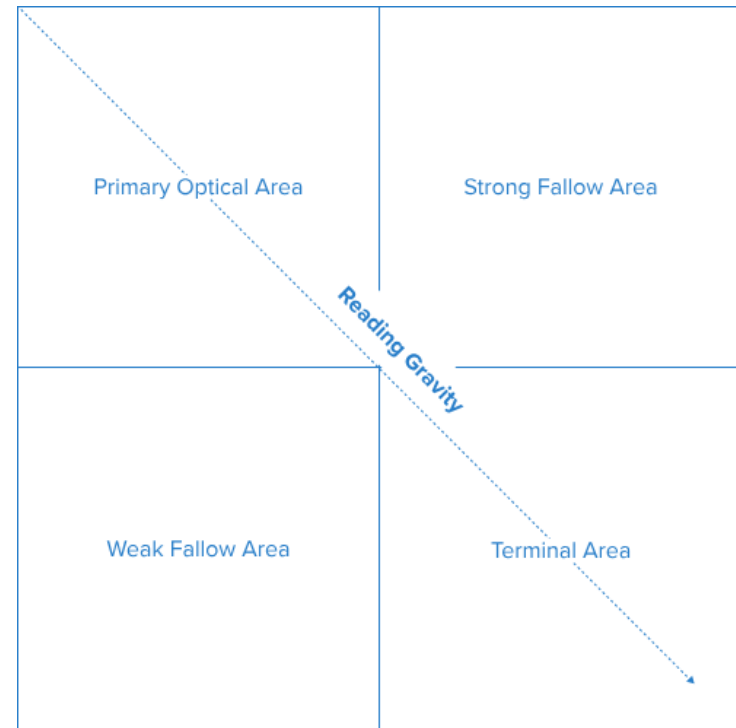 Primary Optical Area
Strong Fallow Area
Reading Gravity
Weak Fallow Area
Terminal Area